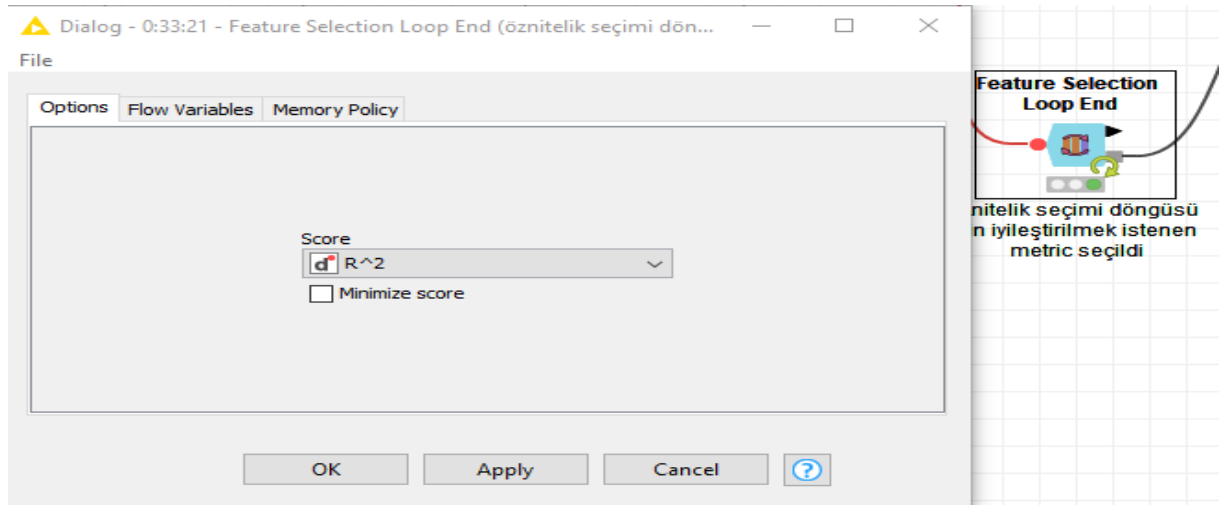 Dialog - 0:33:21 - Feature Selection Loop End (öznitelik seçimi dön...
File
Options Flow Variables Memory Policy
Score
R^2
Minimize score
OK Apply Cancel ?
Feature Selection
Loop End
nitelik seçimi döngüsü
n iyileştirilmek istenen
metric seçildi